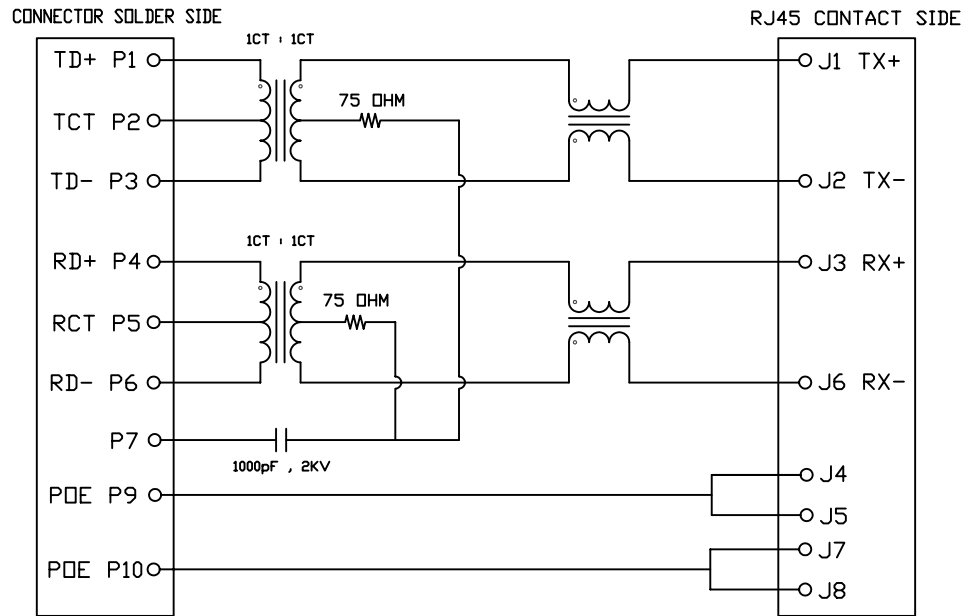 CONNECTOR SOLDER SIDE
RJ45 CONTACT SIDE
1CT : 1CT
TD+ P1
J1 TX+
75 OHM
TCT P2
TD- P3
J2 TX-
1CT : 1CT
RD+ P4
J3 RX+
75 OHM
RCT P5
RD- P6
J6 RX-
P7
1000pF , 2KV
J4
POE P9
J5
J7
POE P10
J8